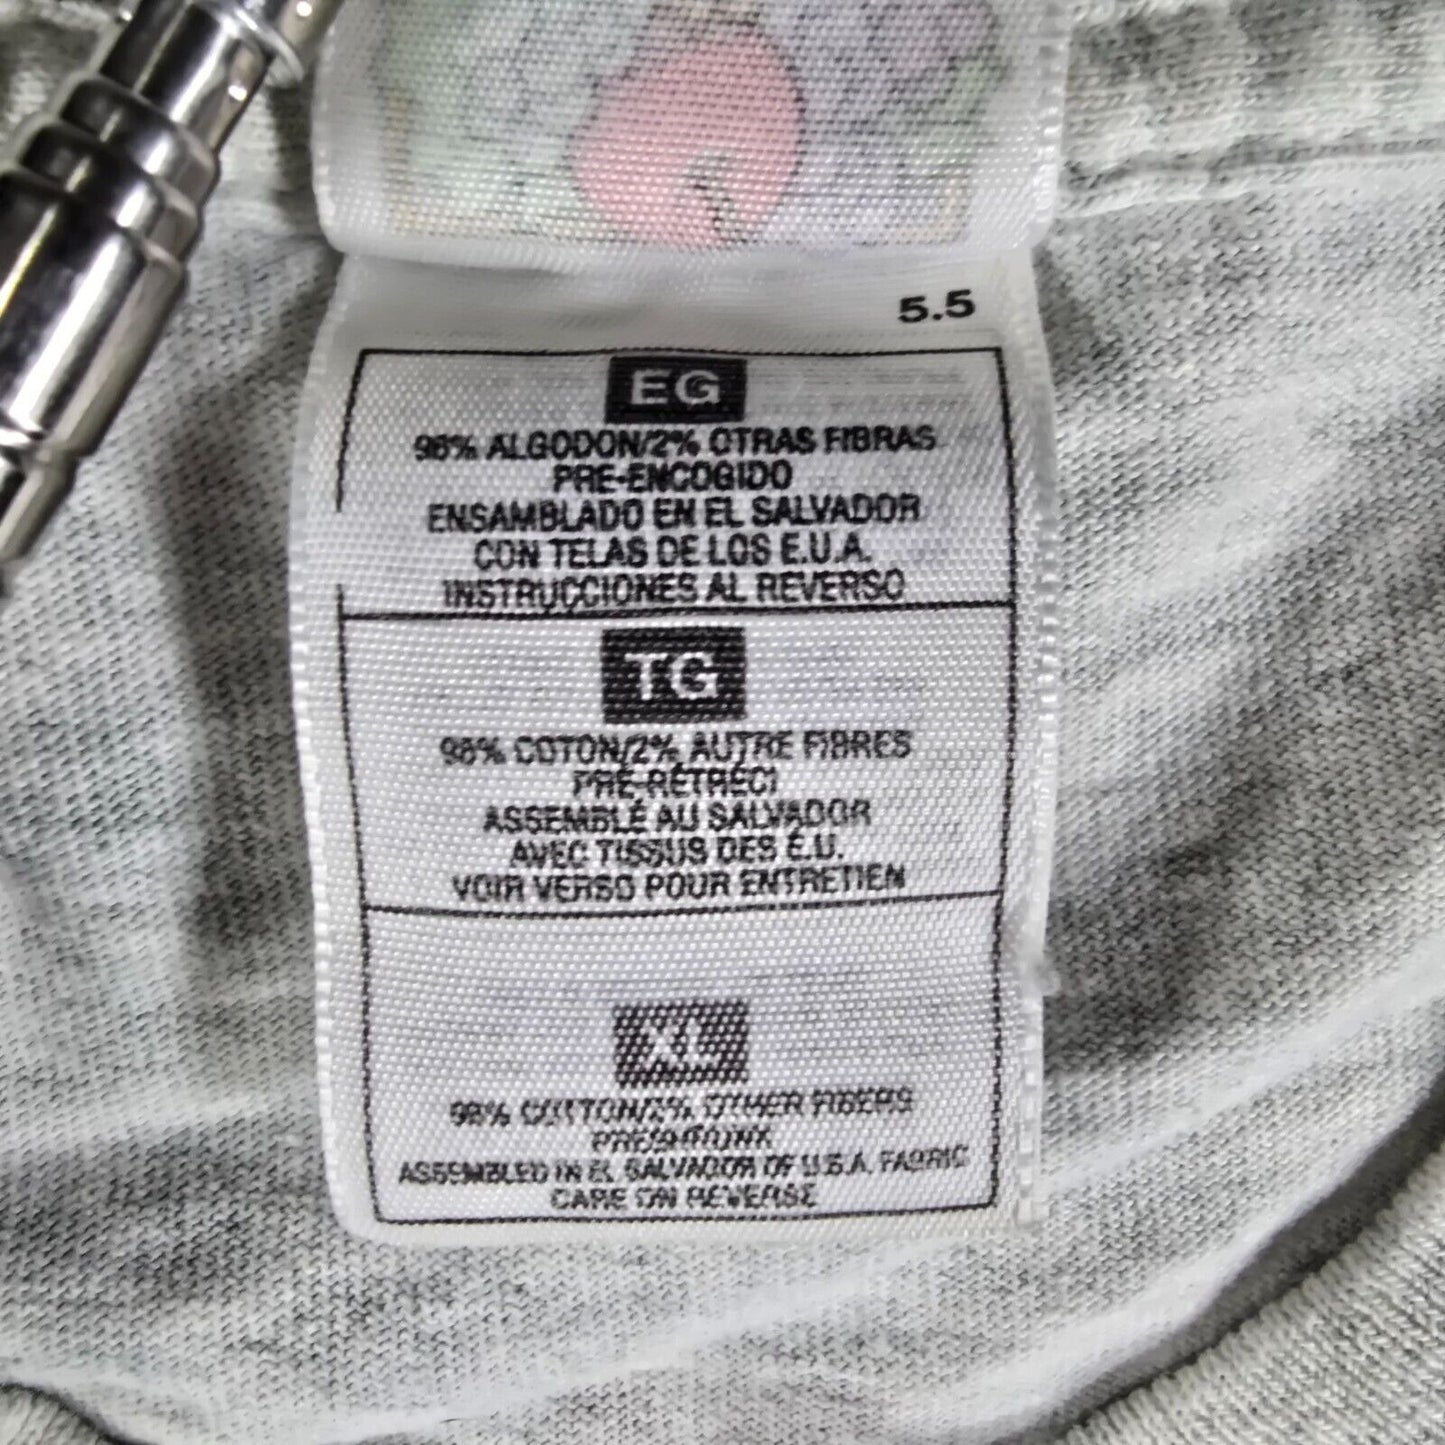 5.5
EG
98% ALGODON/2% OTRAS FIBRAS
PRE-ENCOGIDO
ENSAMBLADO EN EL SALVADOR
CON TELAS DE LOS E.U.A.
INSTRUCCIONES AL REVERSO
TG
98% COTON/2% AUTRE FIBRES
PRÉ-RÉTRÉCI
ASSEMBLÉ AU SALVADOR
AVEC TISSUS DES É.U.
VOIR VERSO POUR ENTRETIEN
XL
98% COTTON/2% OTHER FIBERS
PRESHRUNK
ASSEMBLED IN EL SALVADOR OF U.S.A. FABRIC
CARE ON REVERSE